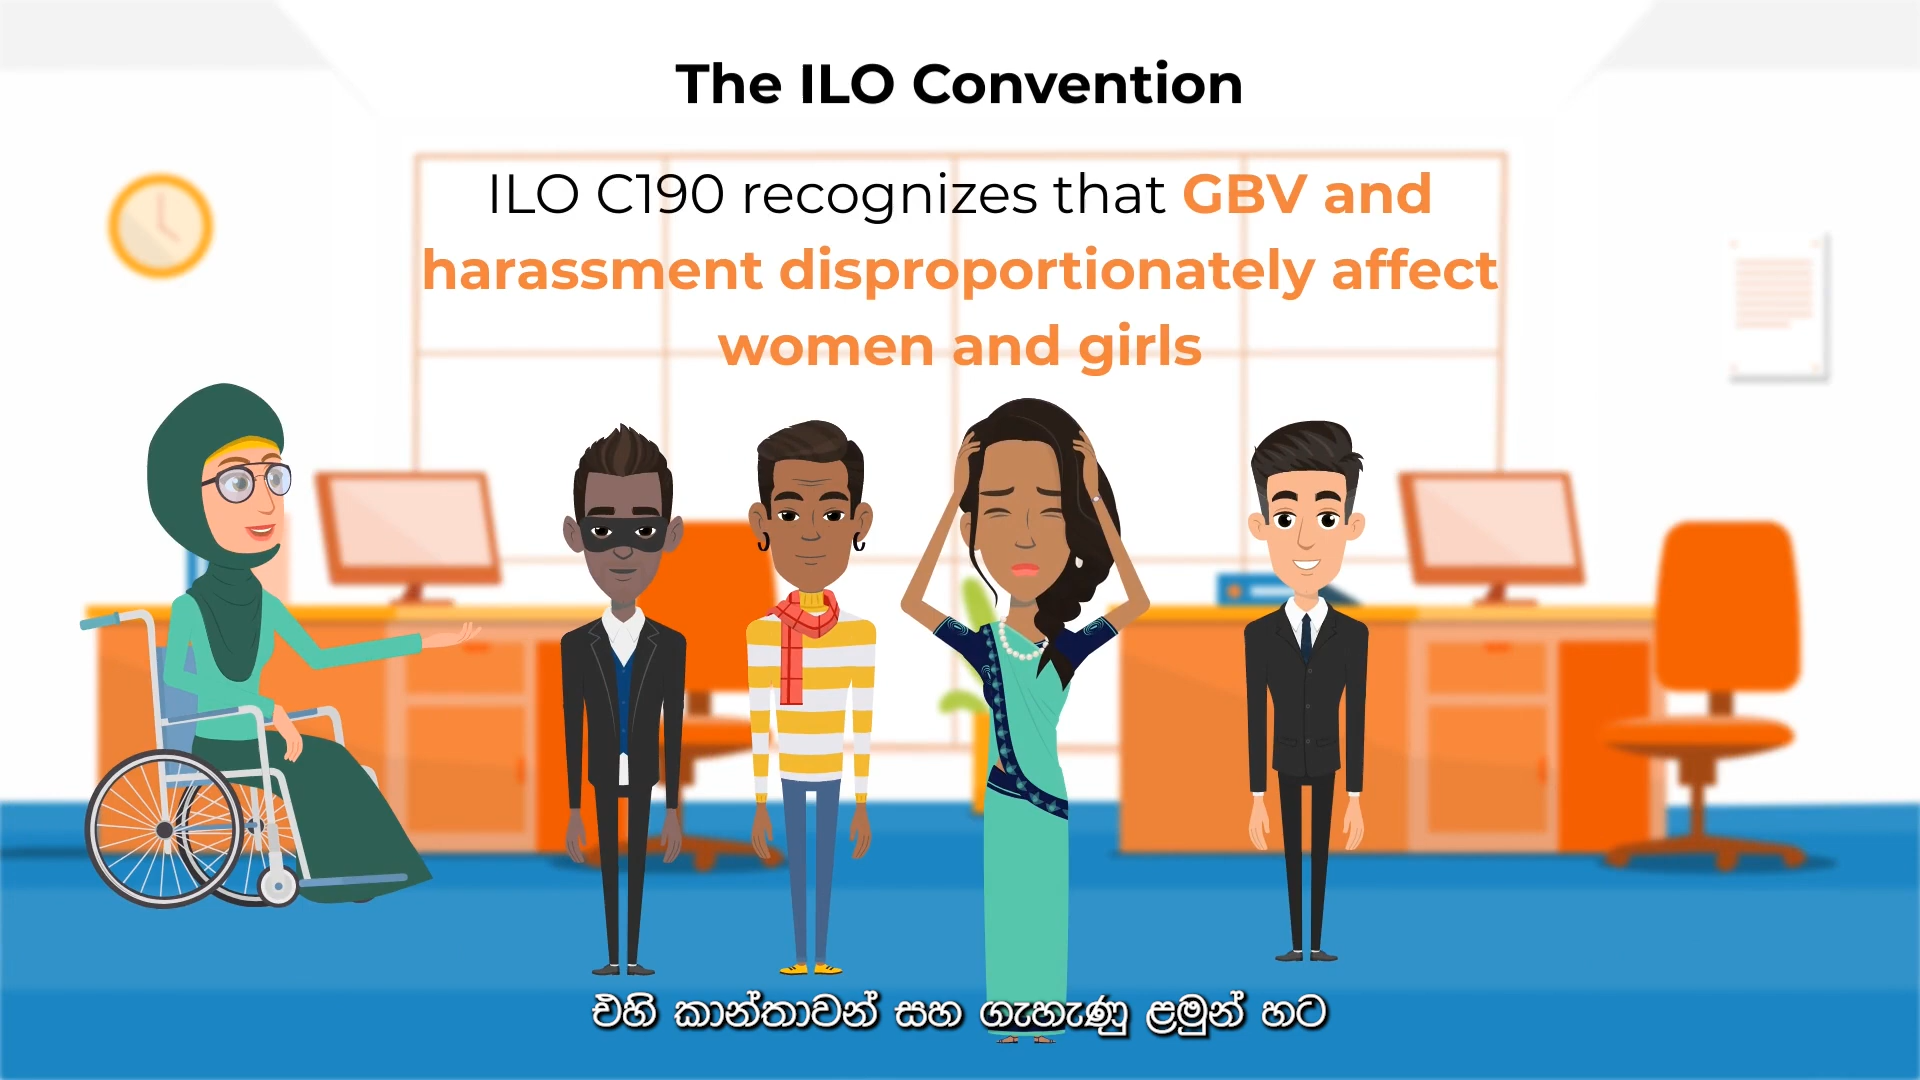 The ILO Convention
ILO C190 recognizes that GBV and
harassment disproportionately affect
women and girls
එහි කාන්තාවන් සහ ගැහැණු ළමුන් හට